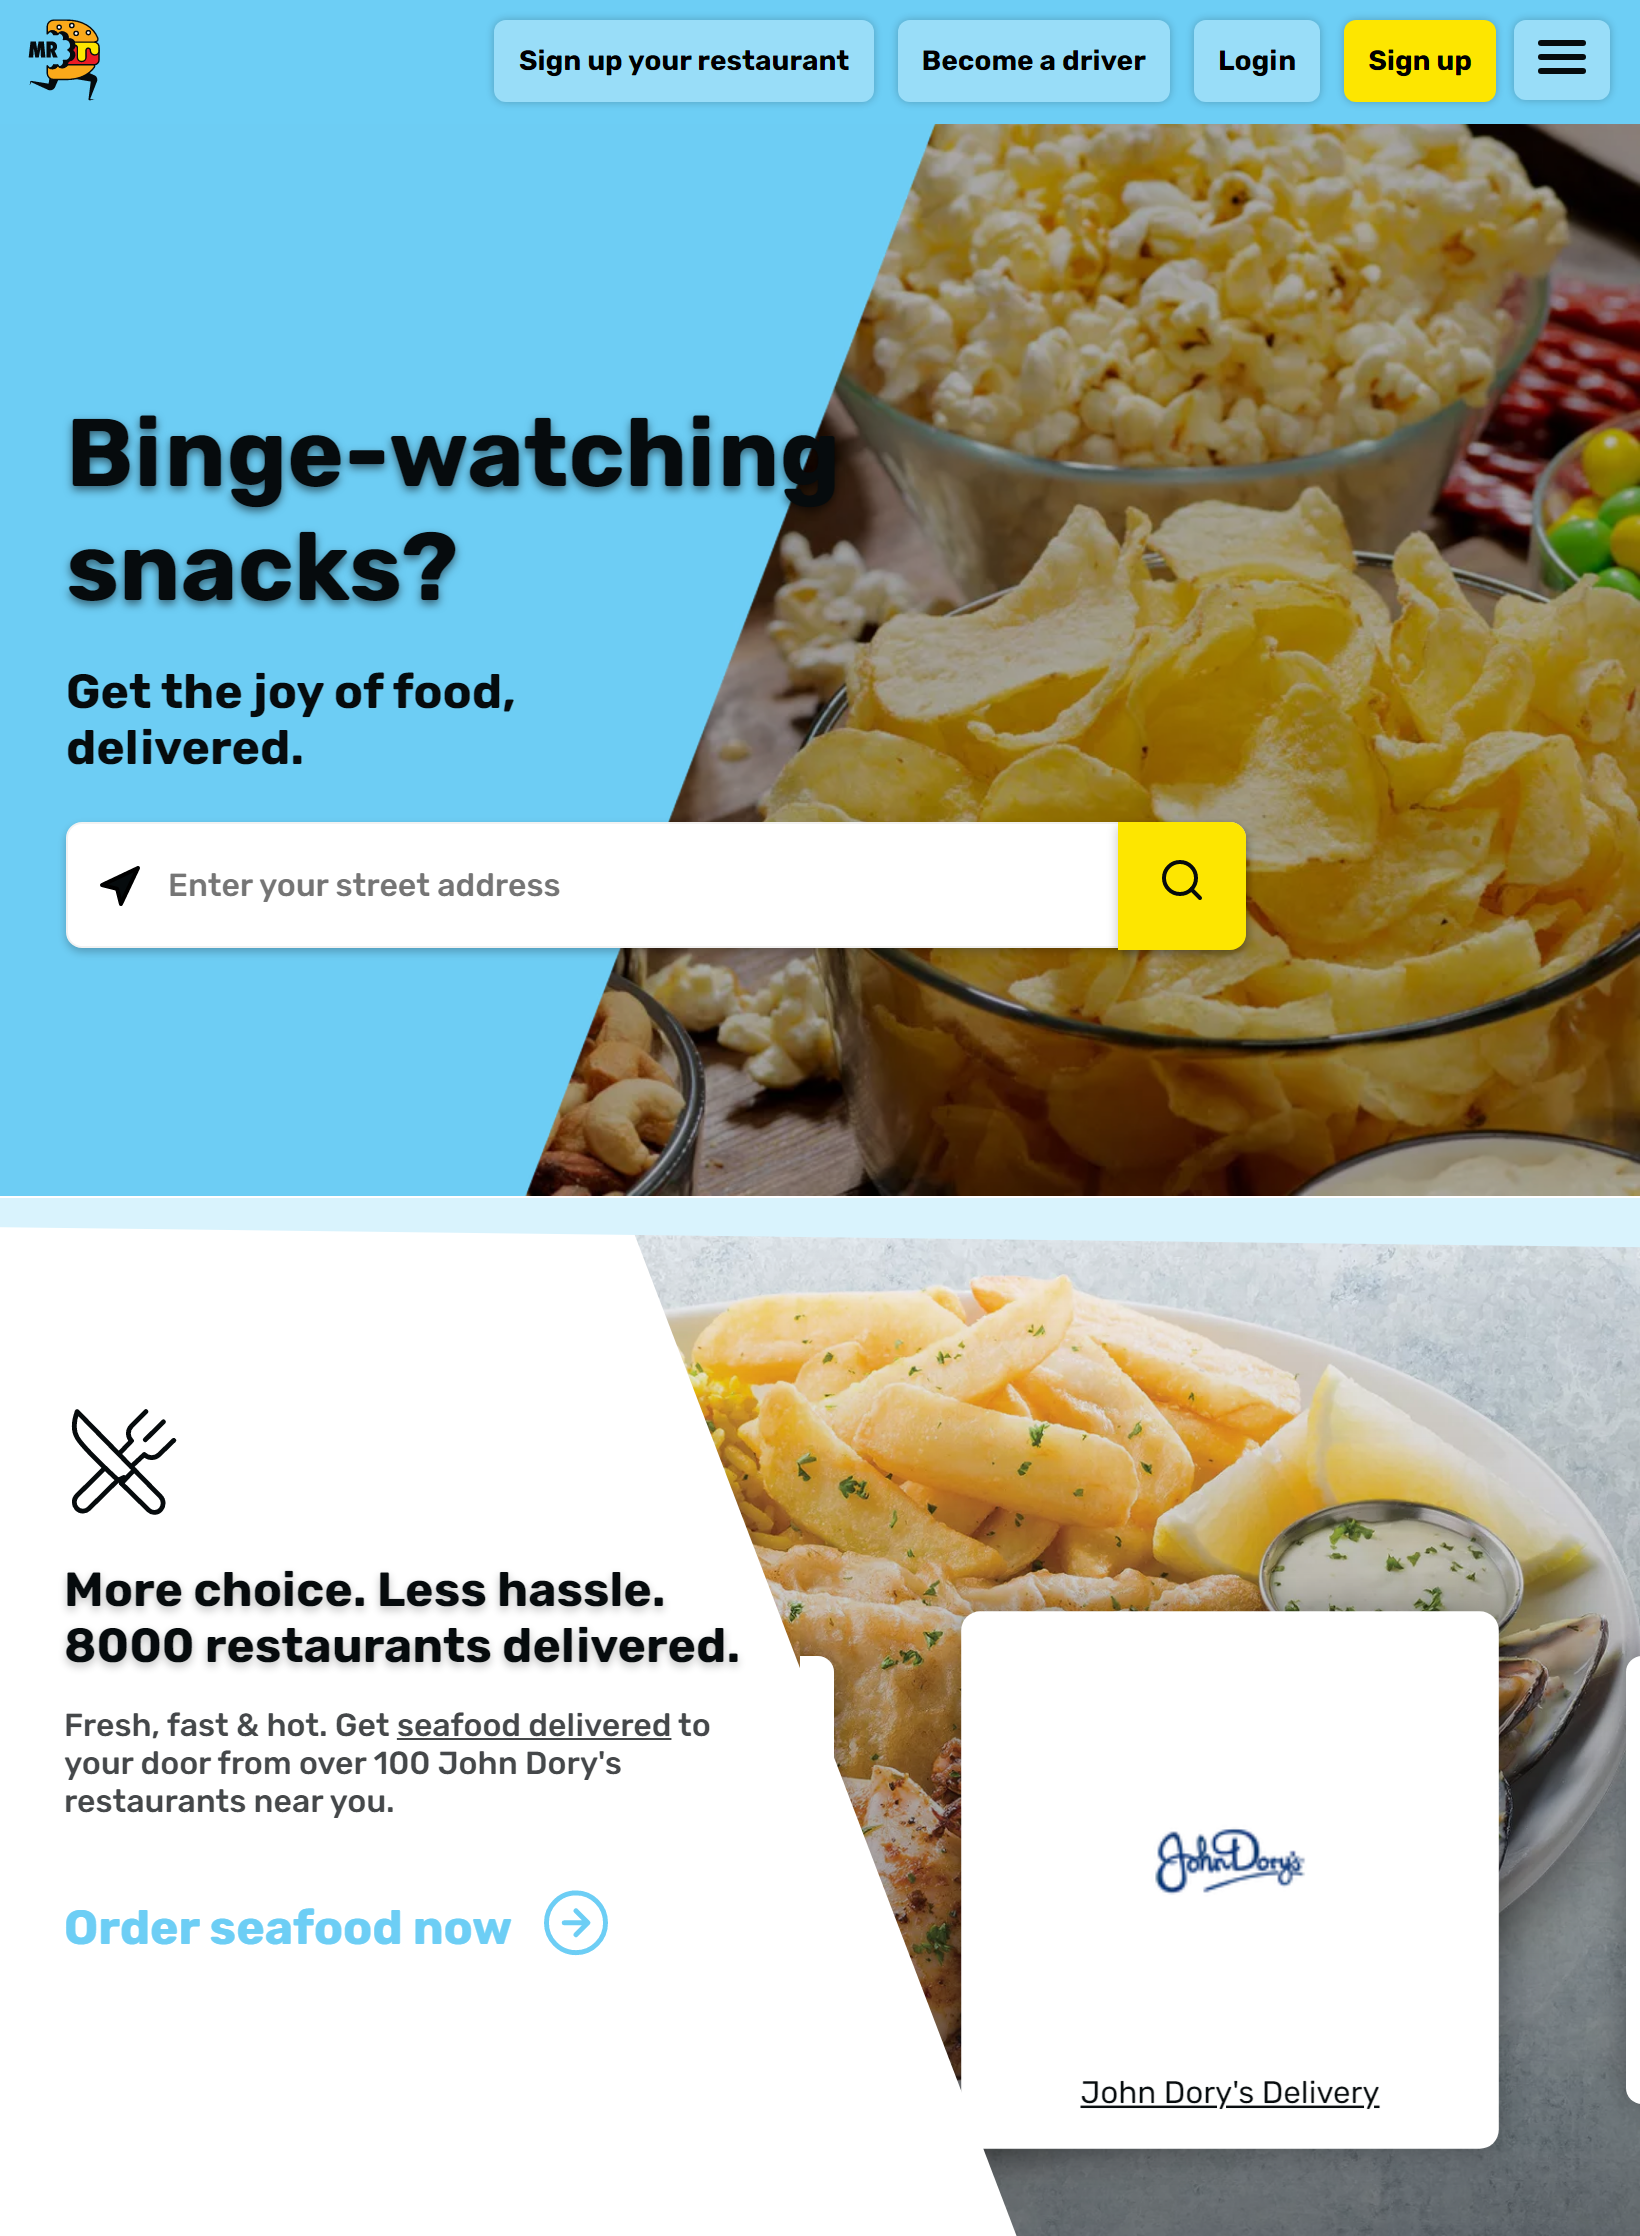 MR D
Sign up your restaurant
Become a driver
Login
Sign up
Binge-watching
snacks?
Get the joy of food,
delivered.
Enter your street address
More choice. Less hassle.
8000 restaurants delivered.
Fresh, fast & hot. Get seafood delivered to
your door from over 100 John Dory's
restaurants near you.
Order seafood now
John Dory's
John Dory's Delivery